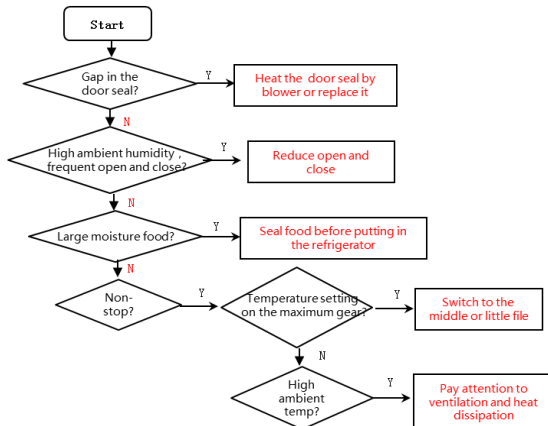 Start
Gap in the
door seal?
Y
Heat the door seal by
blower or replace it
N
High ambient humidity ,
frequent open and close?
Y
Reduce open and
close
N
Large moisture food?
Y
Seal food before putting in
the refrigerator
N
Non-
stop?
Y
Temperature setting
on the maximum gear?
Y
Switch to the
middle or little file
N
High
ambient
temp?
Y
Pay attention to
ventilation and heat
dissipation